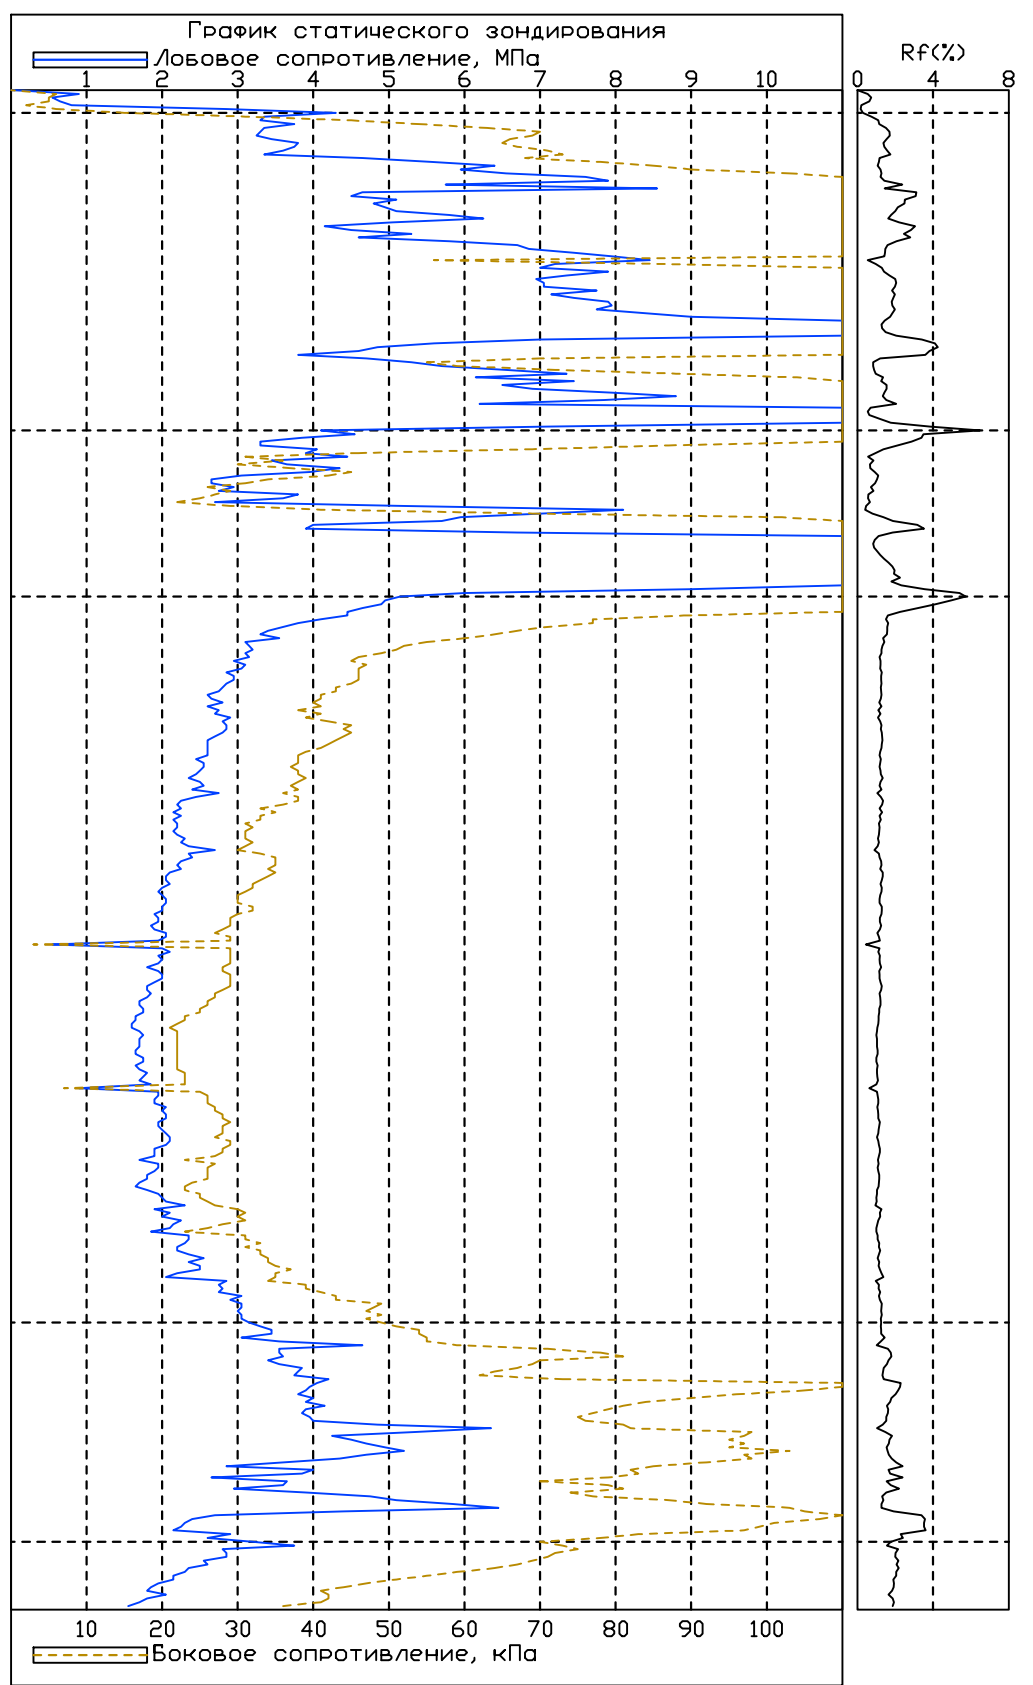 График статического зондирования
Лобовое сопротивление, МПа
Rf(%)
1 2 3 4 5 6 7 8 9 10
0 4 8
10 20 30 40 50 60 70 80 90 100
Боковое сопротивление, кПа